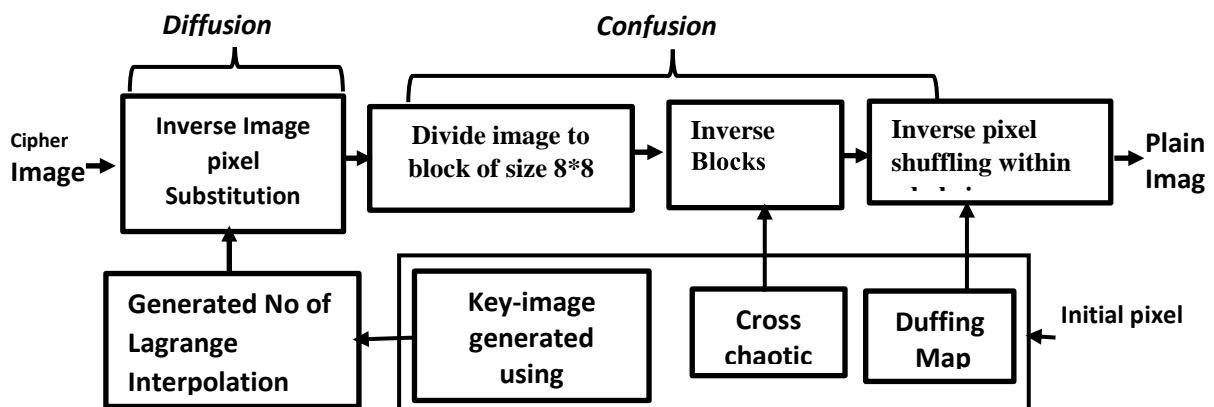 Diffusion
Confusion
Cipher
Image
Inverse Image
pixel
Substitution
Divide image to
block of size 8*8
Inverse
Blocks
Inverse pixel
shuffling within
Plain
Imag
Generated No of
Lagrange
Interpolation
Key-image
generated
using
Cross
chaotic
Duffing
Map
Initial pixel